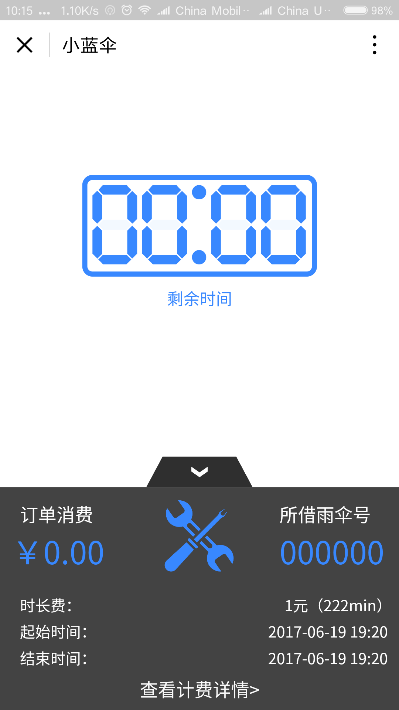 10:15 ... 1.10K/s China Mobil... China U... 98%
小蓝伞
00:00
剩余时间
订单消费 所借雨伞号
￥0.00 000000
时长费： 1元（222min）
起始时间： 2017-06-19 19:20
结束时间： 2017-06-19 19:20
查看计费详情>